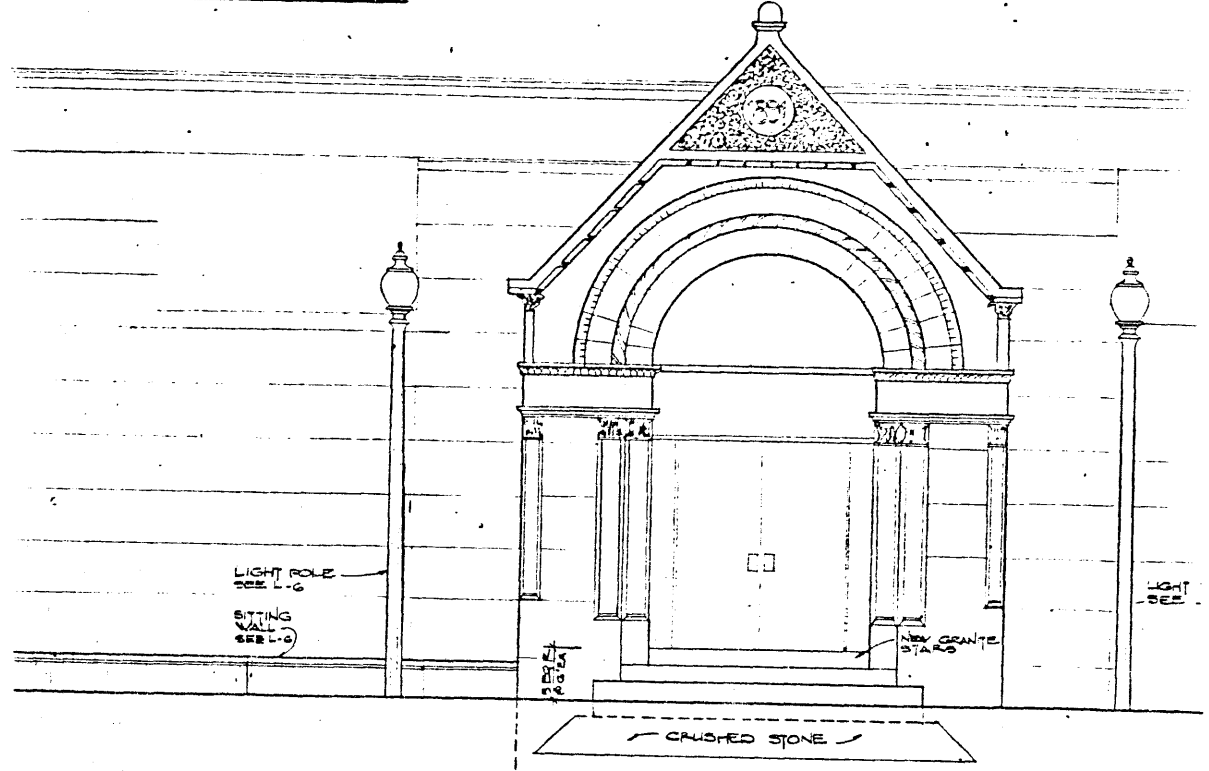 LIGHT POLE
SEE L-6
SITTING
WALL
SEE L-6
LIGHT
SEE
NEW GRANITE
STAIRS
CRUSHED STONE